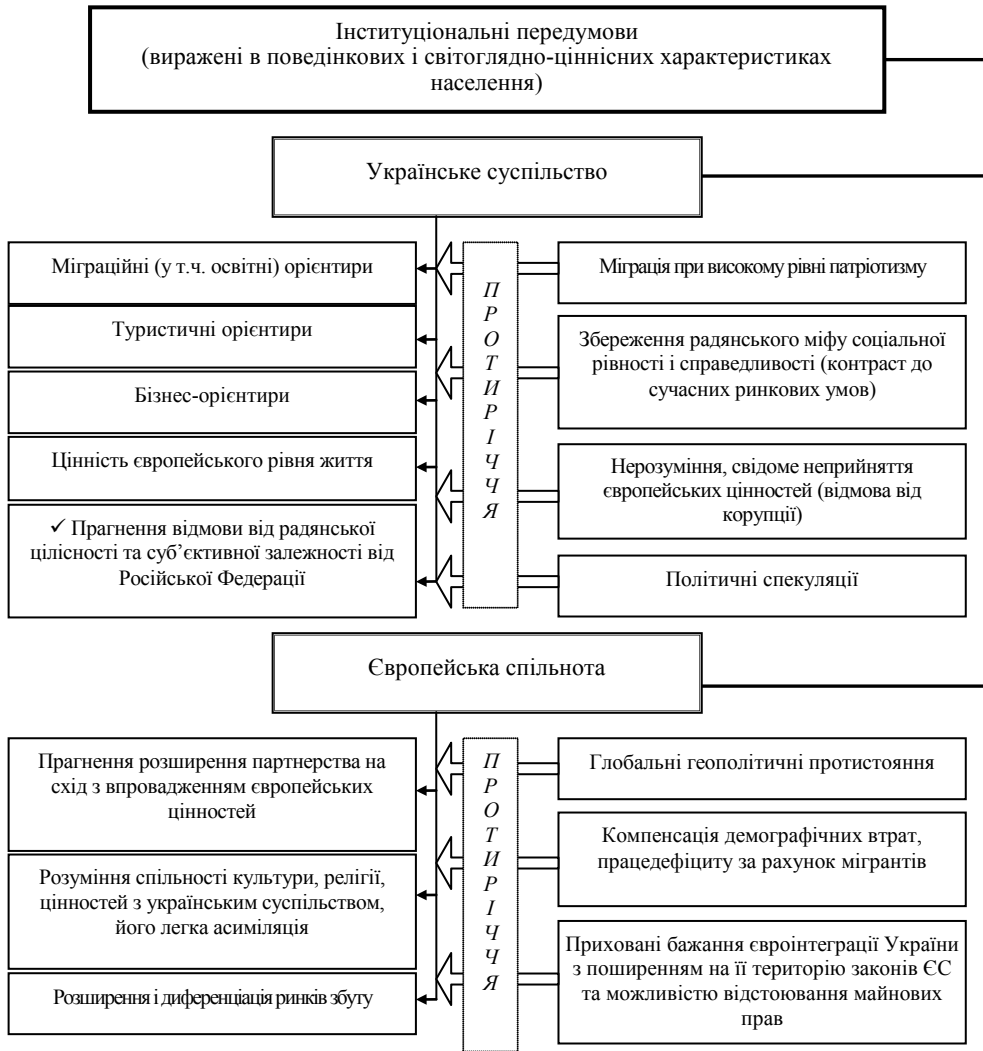 Інституціональні передумови
(виражені в поведінкових і світоглядно-ціннісних характеристиках
населення)
Українське суспільство
Міграційні (у т.ч. освітні) орієнтири
Туристичні орієнтири
Бізнес-орієнтири
Цінність європейського рівня життя
✓ Прагнення відмови від радянської
цілісності та суб’єктивної залежності від
Російської Федерації
П
Р
О
Т
И
Р
І
Ч
Ч
Я
Міграція при високому рівні патріотизму
Збереження радянського міфу соціальної
рівності і справедливості (контраст до
сучасних ринкових умов)
Нерозуміння, свідоме неприйняття
європейських цінностей (відмова від
корупції)
Політичні спекуляції
Європейська спільнота
Прагнення розширення партнерства на
схід з впровадженням європейських
цінностей
Розуміння спільності культури, релігії,
цінностей з українським суспільством,
його легка асиміляція
Розширення і диференціація ринків збуту
П
Р
О
Т
И
Р
І
Ч
Ч
Я
Глобальні геополітичні протистояння
Компенсація демографічних втрат,
працедефіциту за рахунок мігрантів
Приховані бажання євроінтеграції України
з поширенням на її територію законів ЄС
та можливістю відстоювання майнових
прав